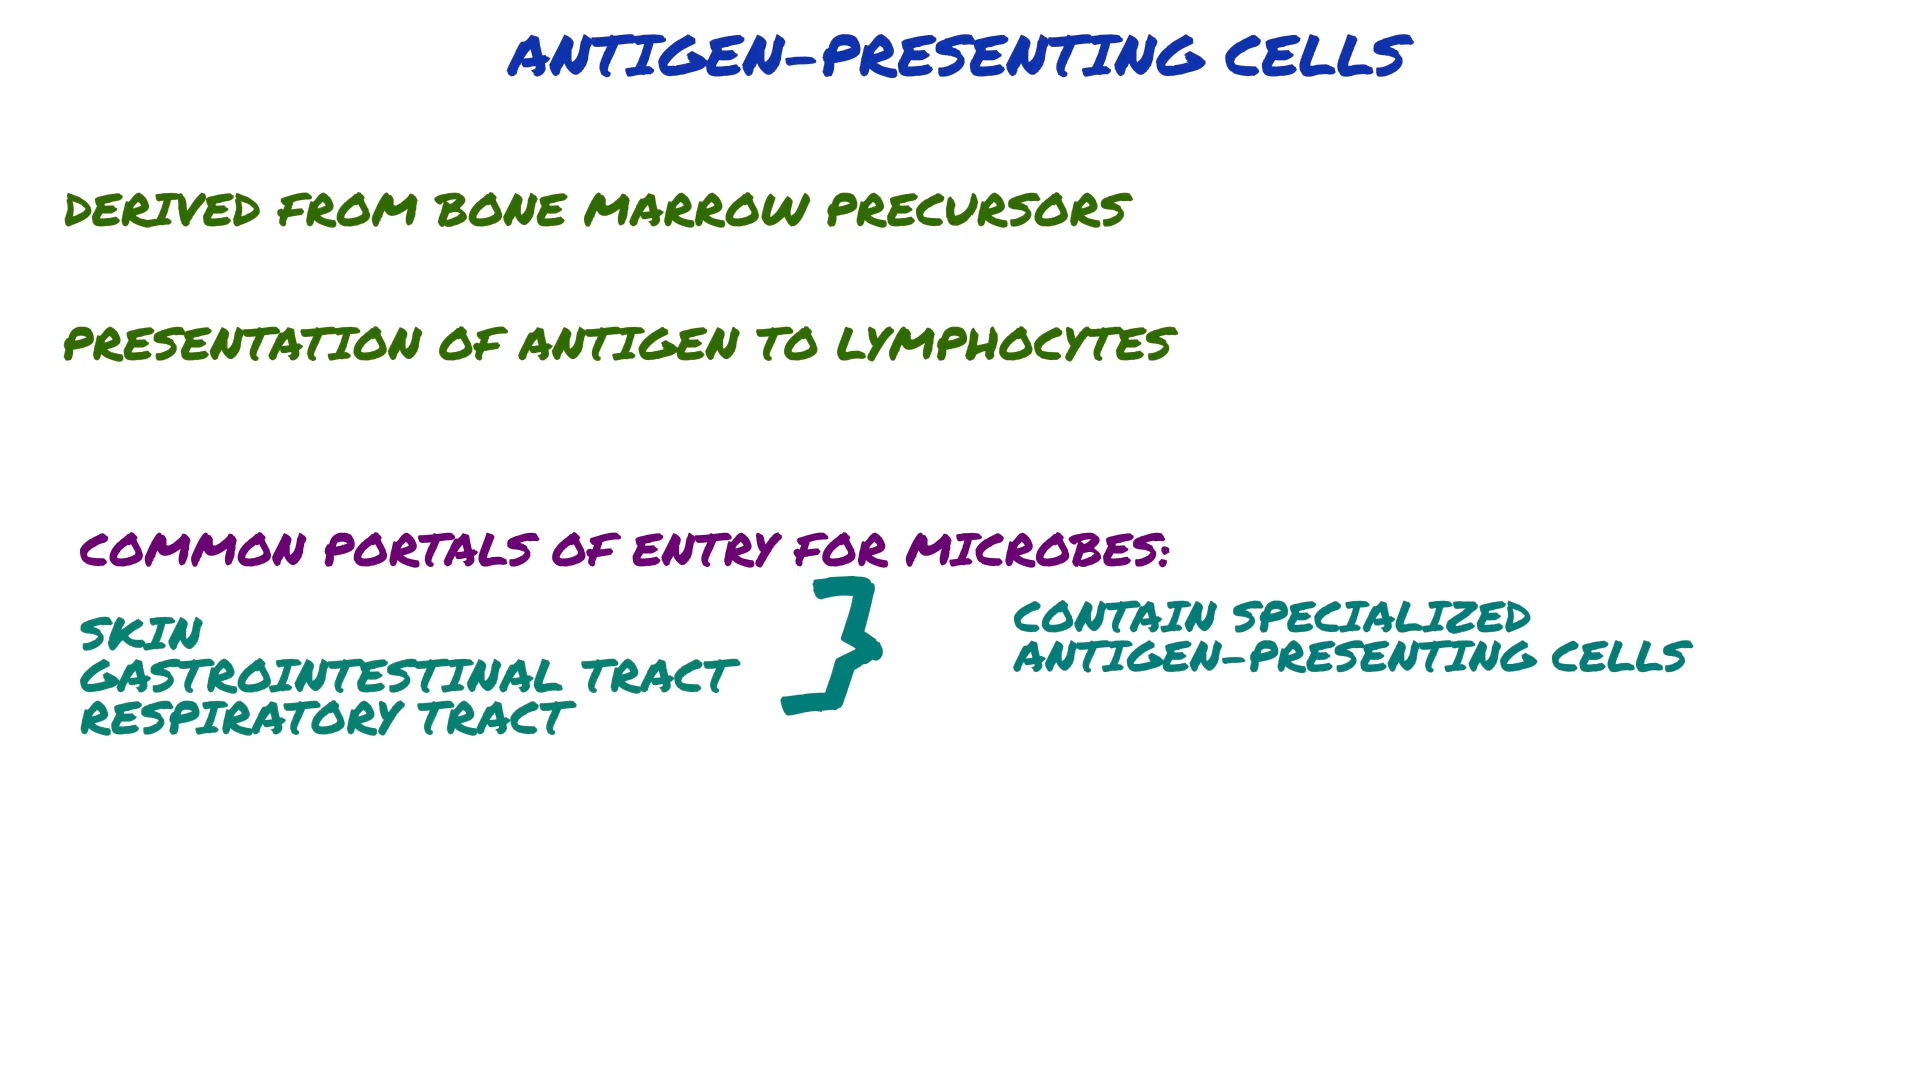 ANTIGEN-PRESENTING CELLS
DERIVED FROM BONE MARROW PRECURSORS
PRESENTATION OF ANTIGEN TO LYMPHOCYTES
COMMON PORTALS OF ENTRY FOR MICROBES:
SKIN
GASTROINTESTINAL TRACT
RESPIRATORY TRACT
}
CONTAIN SPECIALIZED
ANTIGEN-PRESENTING CELLS